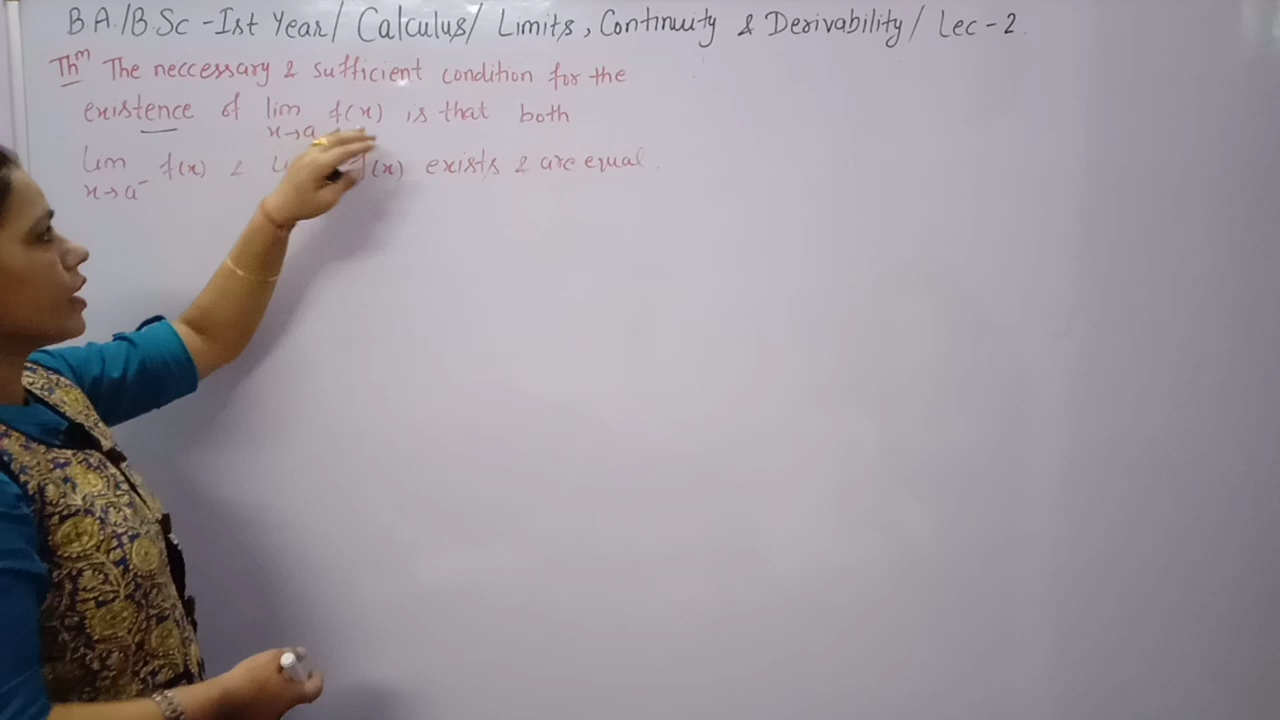 B.A./B.Sc - Ist Year/ Calculus/ Limits, Continuity & Derivability/ Lec - 2
Thm The neccessary & sufficient condition for the
existence of lim x→a f(x) is that both
lim x→a⁻ f(x) & f(x) exists & are equal.